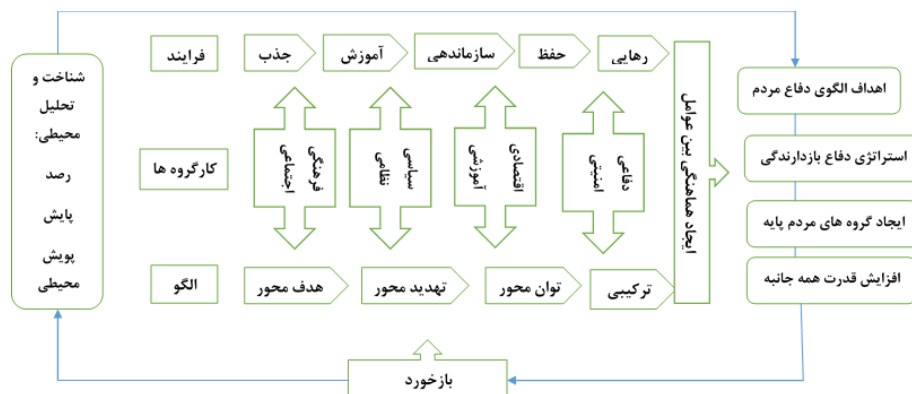 شناخت و
تحلیل
محیطی:
رصد
پایش
پویش
محیطی
فرایند
جذب
آموزش
سازماندهی
حفظ
رهایی
کارگروه ها
فرهنگی
اجتماعی
سیاسی
نظامی
اقتصادی
آموزشی
دفاعی
امنیتی
الگو
هدف محور
تهدید محور
توان محور
ترکیبی
ایجاد هماهنگی بین عوامل
اهداف الگوی دفاع مردم
استراتژی دفاع بازدارندگی
ایجاد گروه های مردم پایه
افزایش قدرت همه جانبه
بازخورد